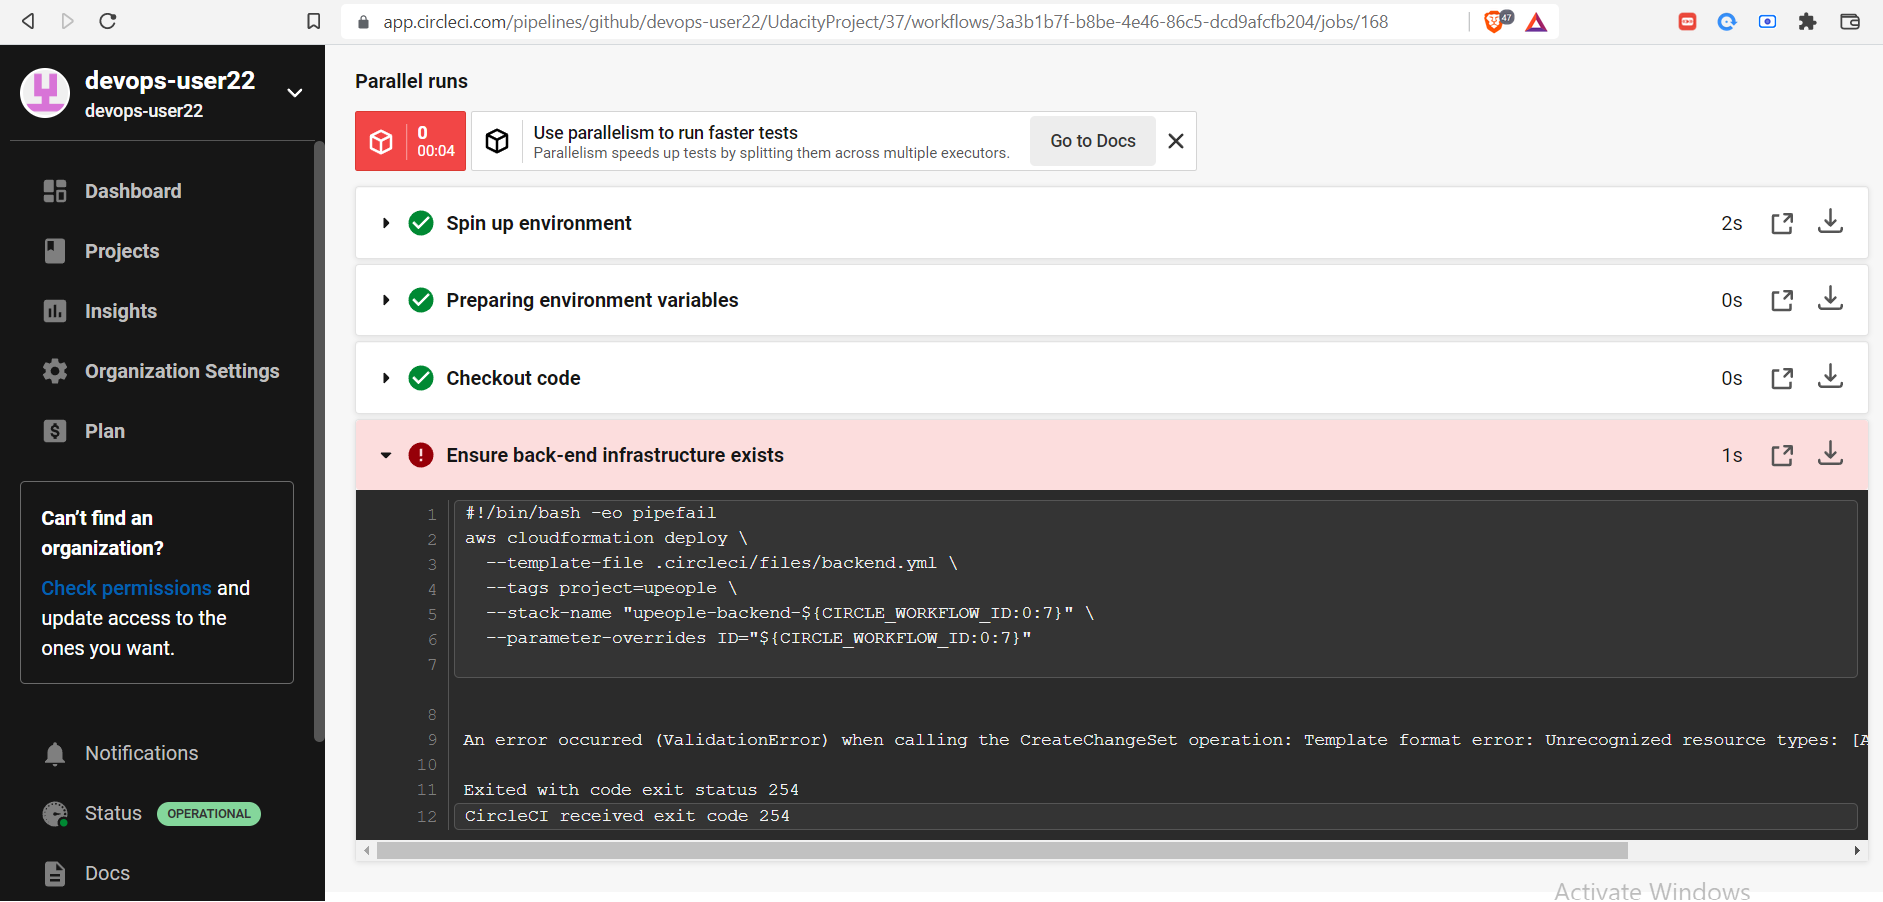 app.circleci.com/pipelines/github/devops-user22/UdacityProject/37/workflows/3a3b1b7f-b8be-4e46-86c5-dcd9afcfb204/jobs/168
47
devops-user22
devops-user22
Dashboard
Projects
Insights
Organization Settings
Plan
Can't find an
organization?
Check permissions and
update access to the
ones you want.
Notifications
Status OPERATIONAL
Docs
Parallel runs
0
00:04
Use parallelism to run faster tests
Parallelism speeds up tests by splitting them across multiple executors.
Go to Docs
Spin up environment 2s
Preparing environment variables 0s
Checkout code 0s
Ensure back-end infrastructure exists 1s
1 #!/bin/bash -eo pipefail
2 aws cloudformation deploy \
3 --template-file .circleci/files/backend.yml \
4 --tags project=upeople \
5 --stack-name "upeople-backend-${CIRCLE_WORKFLOW_ID:0:7}" \
6 --parameter-overrides ID="${CIRCLE_WORKFLOW_ID:0:7}"
7
8
9 An error occurred (ValidationError) when calling the CreateChangeSet operation: Template format error: Unrecognized resource types: [A
10
11 Exited with code exit status 254
12 CircleCI received exit code 254
Activate Windows